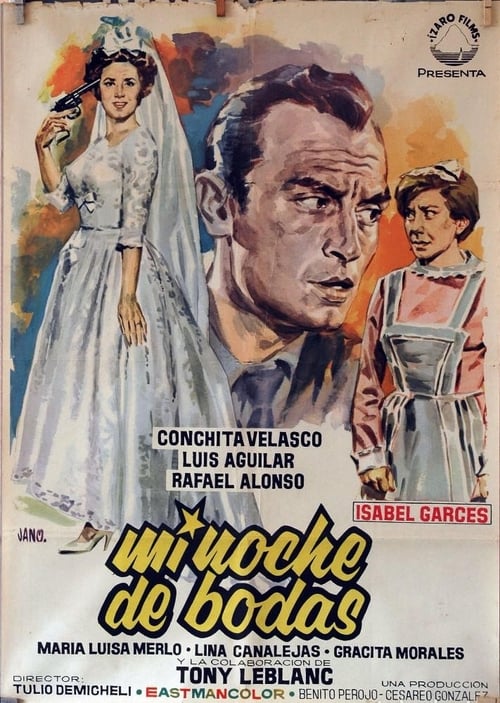 ÍZARO FILMS
PRESENTA
CONCHITA VELASCO
LUIS AGUILAR
RAFAEL ALONSO
ISABEL GARCES
JANO.
mi noche
de bodas
MARIA LUISA MERLO · LINA CANALEJAS · GRACITA MORALES
Y LA COLABORACION DE
TONY LEBLANC
DIRECTOR:
TULIO DEMICHELI · EASTMANCOLOR ·
UNA PRODUCCION
BENITO PEROJO - CESAREO GONZALEZ